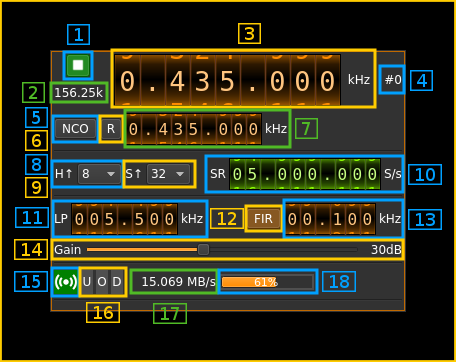 1
3
0.435.000 kHz
#0 4
2 156.25k
5 NCO R 0.435.000 kHz 7
6
8 H↑ 8 S↑ 32 SR 05.000.000 S/s 10
9
11 LP 005.500 kHz 12 FIR 00.100 kHz 13
14 Gain 30dB
15 U O D 15.069 MB/s 61% 18
16
17